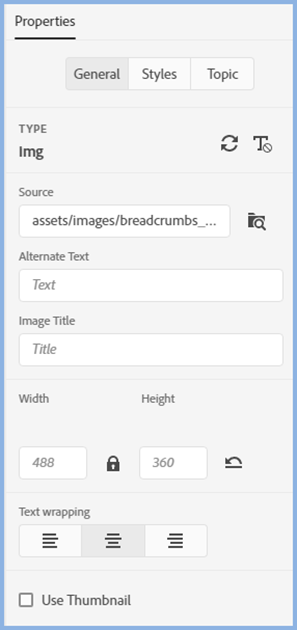 Properties
General Styles Topic
TYPE
Img
Source
assets/images/breadcrumbs_...
Alternate Text
Text
Image Title
Title
Width Height
488 360
Text wrapping
Use Thumbnail